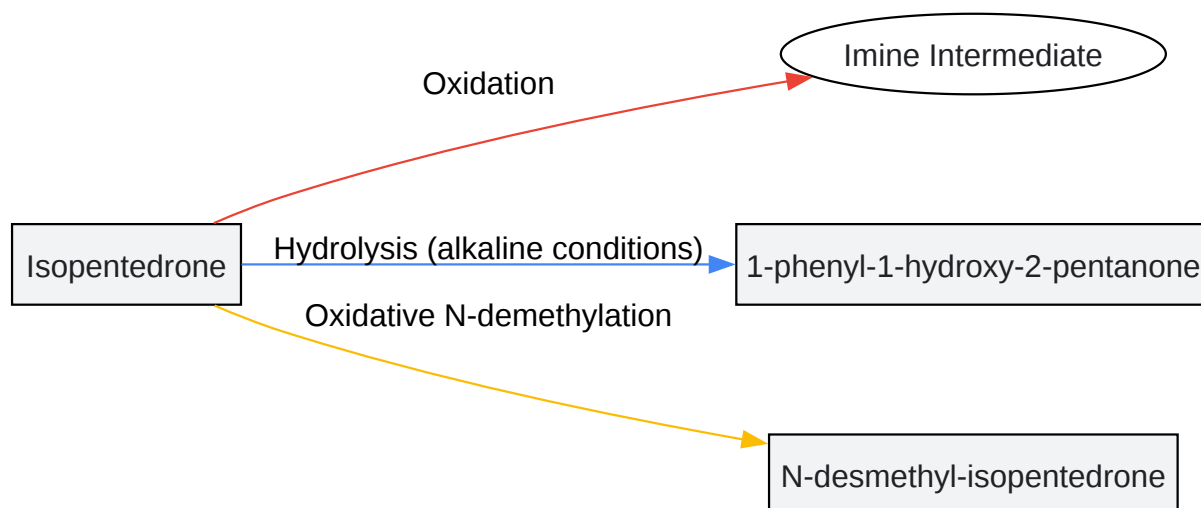 Imine Intermediate
Oxidation
Isopentedrone
Hydrolysis (alkaline conditions)
1-phenyl-1-hydroxy-2-pentanone
Oxidative N-demethylation
N-desmethyl-isopentedrone